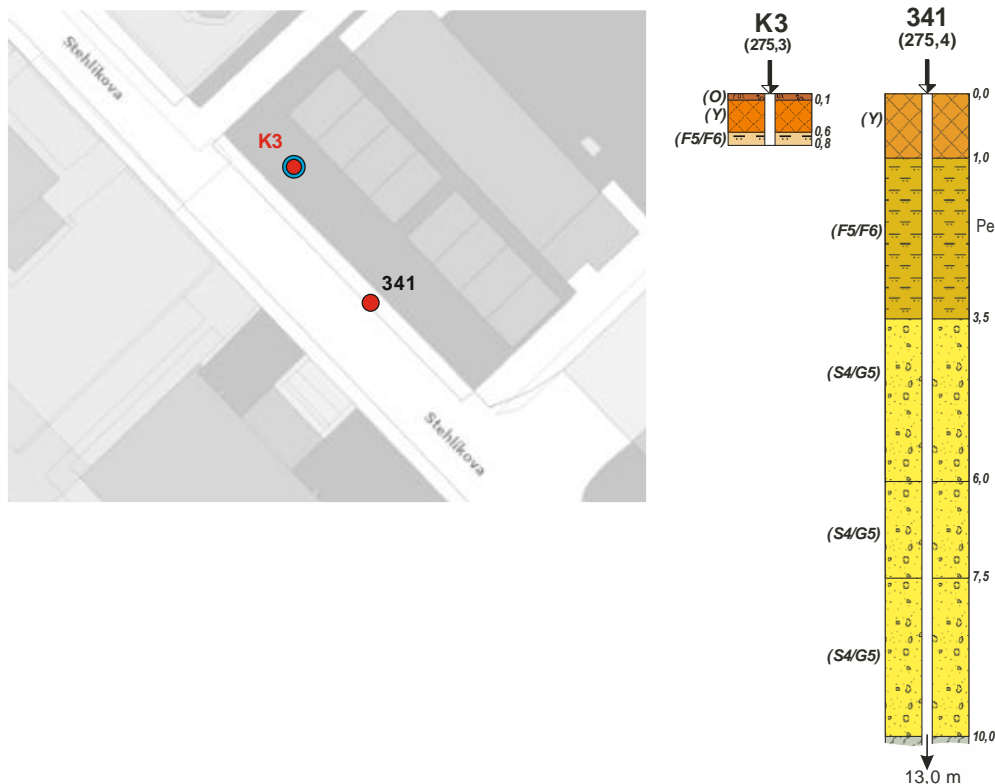 Stehlíkova
K3
341
Stehlíkova
K3
(275,3)
(O)
0,1
(Y)
0,6
(F5/F6)
0,8
341
(275,4)
0,0
(Y)
1,0
(F5/F6)
Pe
3,5
(S4/G5)
6,0
(S4/G5)
7,5
(S4/G5)
10,0
13,0 m